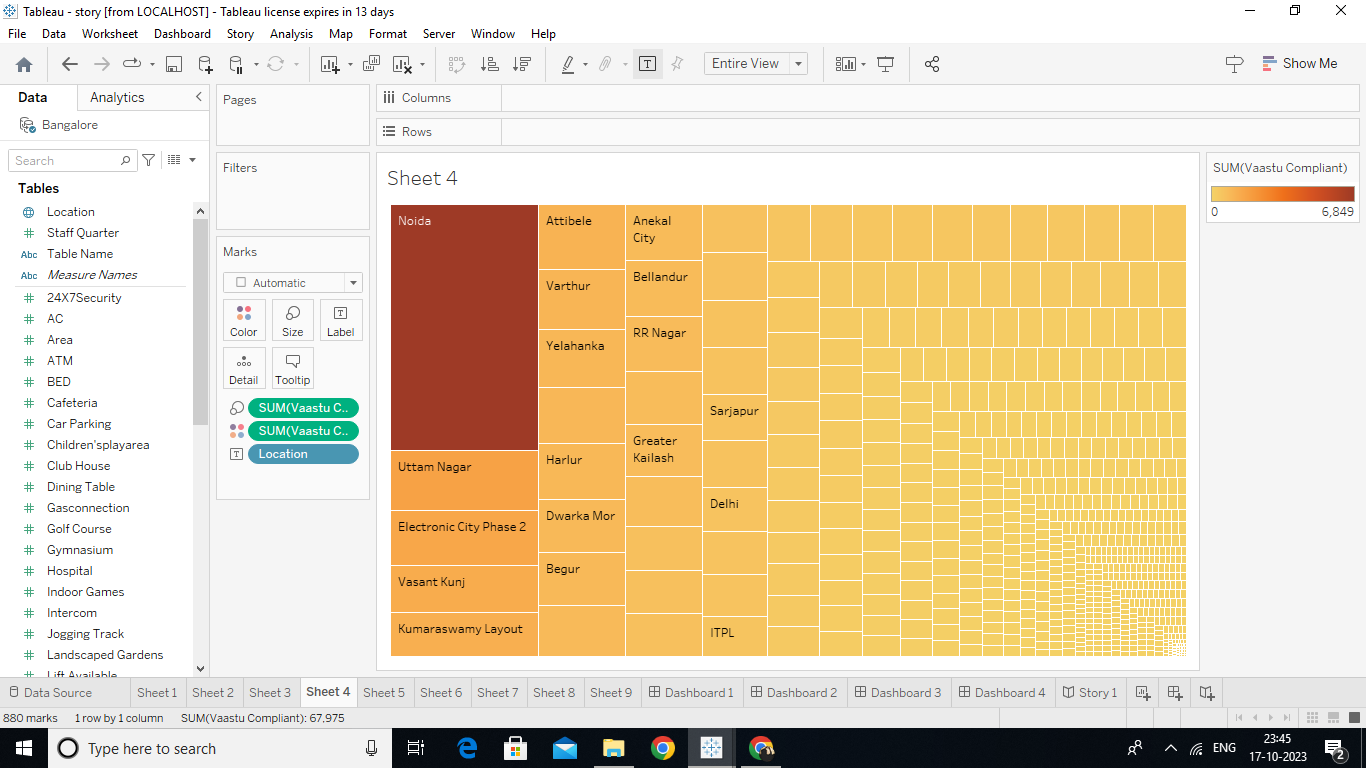 Tableau - story [from LOCALHOST] - Tableau license expires in 13 days
File Data Worksheet Dashboard Story Analysis Map Format Server Window Help
Entire View
Show Me
Data Analytics
Bangalore
Search
Tables
Location
Staff Quarter
Abc Table Name
Abc Measure Names
24X7Security
AC
Area
ATM
BED
Cafeteria
Car Parking
Children'splayarea
Club House
Dining Table
Gasconnection
Golf Course
Gymnasium
Hospital
Indoor Games
Intercom
Jogging Track
Landscaped Gardens
Lift Available
Pages
Filters
Marks
Automatic
Color Size Label
Detail Tooltip
SUM(Vaastu C..
SUM(Vaastu C..
Location
Columns
Rows
Sheet 4
Noida
Uttam Nagar
Electronic City Phase 2
Vasant Kunj
Kumaraswamy Layout
Attibele
Varthur
Yelahanka
Harlur
Dwarka Mor
Begur
Anekal
City
Bellandur
RR Nagar
Greater
Kailash
Sarjapur
Delhi
ITPL
SUM(Vaastu Compliant)
0 6,849
Data Source Sheet 1 Sheet 2 Sheet 3 Sheet 4 Sheet 5 Sheet 6 Sheet 7 Sheet 8 Sheet 9 Dashboard 1 Dashboard 2 Dashboard 3 Dashboard 4 Story 1
880 marks 1 row by 1 column SUM(Vaastu Compliant): 67,975
Type here to search
ENG
23:45
17-10-2023
2